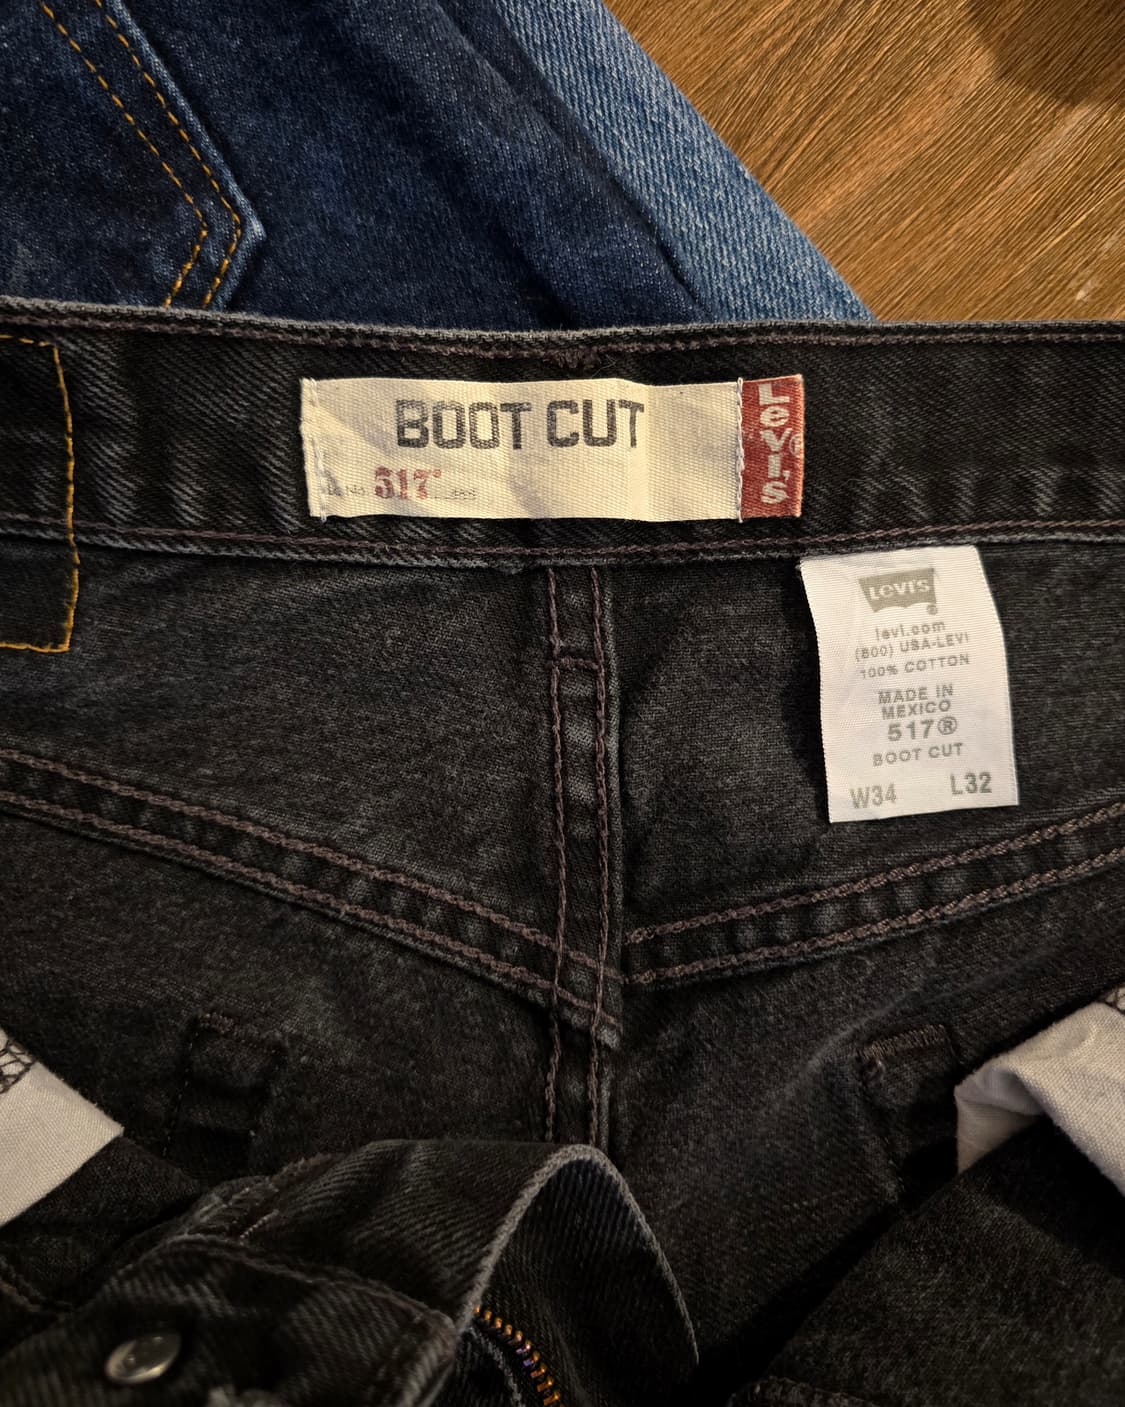 BOOT CUT
517®
Levi's®
LEVI'S®
levi.com
(800) USA-LEVI
100% COTTON
MADE IN
MEXICO
517®
BOOT CUT
W34 L32